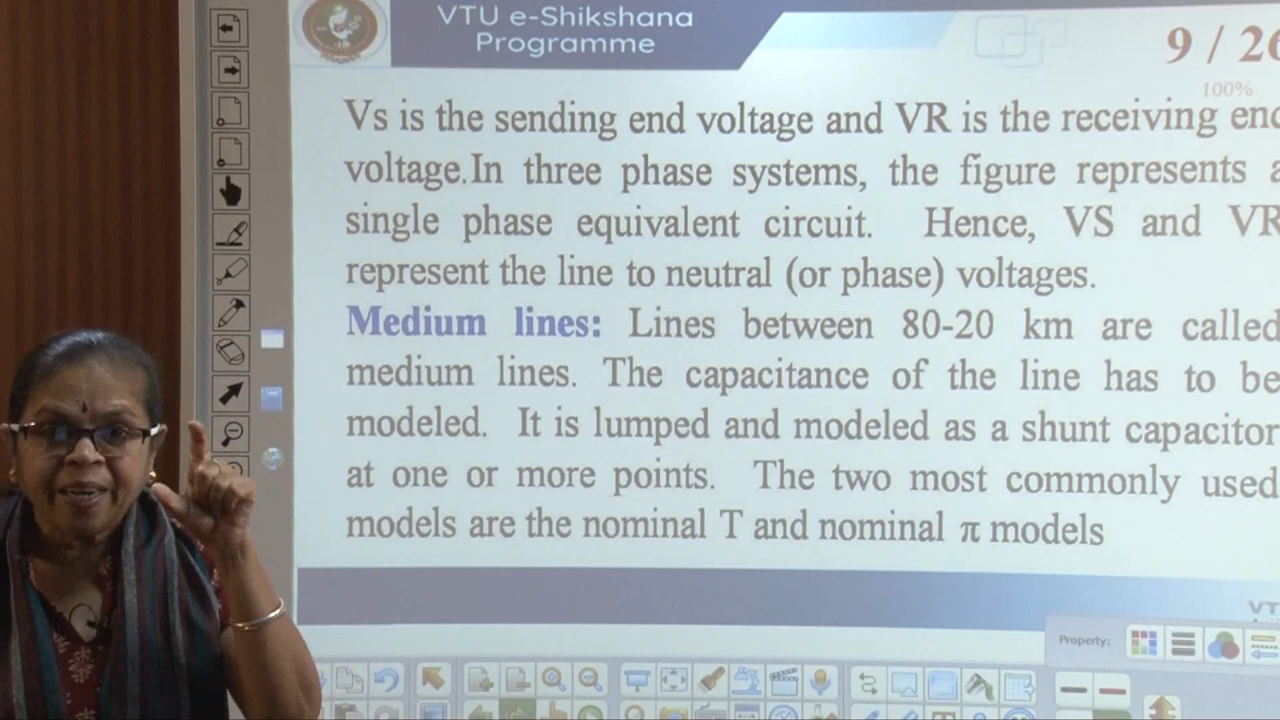 VTU e-Shikshana
Programme
9 / 26
100%
Vs is the sending end voltage and VR is the receiving end
voltage.In three phase systems, the figure represents a
single phase equivalent circuit. Hence, VS and VR
represent the line to neutral (or phase) voltages.
Medium lines: Lines between 80-20 km are called
medium lines. The capacitance of the line has to be
modeled. It is lumped and modeled as a shunt capacitor
at one or more points. The two most commonly used
models are the nominal T and nominal π models
VT
Property: